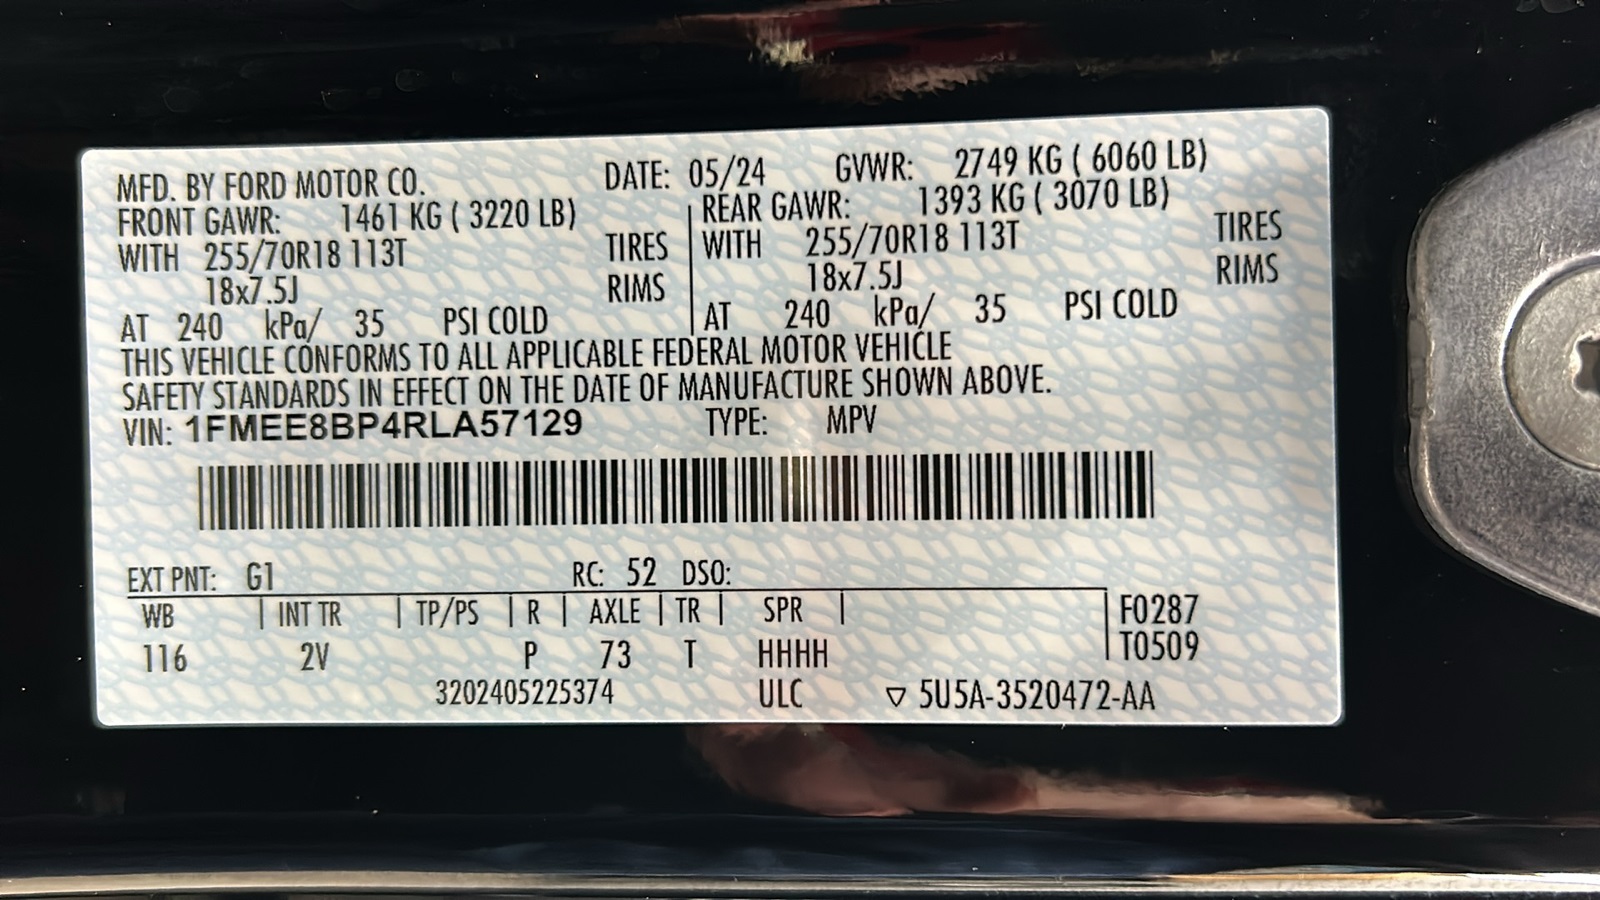 MFD. BY FORD MOTOR CO. DATE: 05/24 GVWR: 2749 KG ( 6060 LB)
FRONT GAWR: 1461 KG ( 3220 LB) REAR GAWR: 1393 KG ( 3070 LB)
WITH 255/70R18 113T TIRES WITH 255/70R18 113T TIRES
18x7.5J RIMS 18x7.5J RIMS
AT 240 kPa/ 35 PSI COLD AT 240 kPa/ 35 PSI COLD
THIS VEHICLE CONFORMS TO ALL APPLICABLE FEDERAL MOTOR VEHICLE
SAFETY STANDARDS IN EFFECT ON THE DATE OF MANUFACTURE SHOWN ABOVE.
VIN: 1FMEE8BP4RLA57129 TYPE: MPV
EXT PNT: G1 RC: 52 DSO:
WB | INT TR | TP/PS | R | AXLE | TR | SPR | F0287
116 2V P 73 T HHHH T0509
3202405225374 ULC ▽ 5U5A-3520472-AA